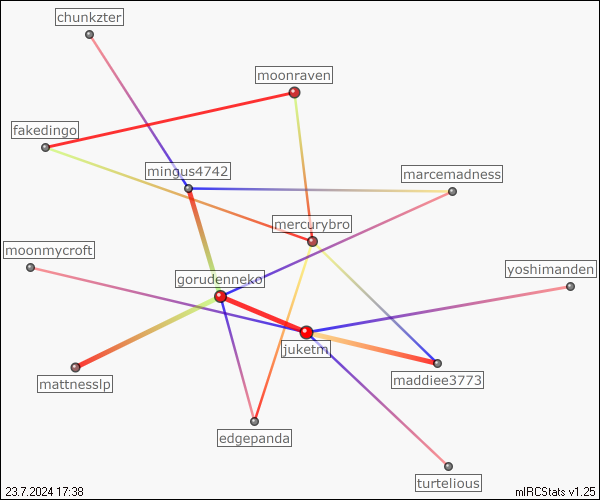 chunkzter
moonraven
fakedingo
mingus4742
marcemadness
mercurybro
moonmycroft
gorudenneko
yoshimanden
juketm
mattnesslp
maddiee3773
edgepanda
turtelious
23.7.2024 17:38
mIRCStats v1.25